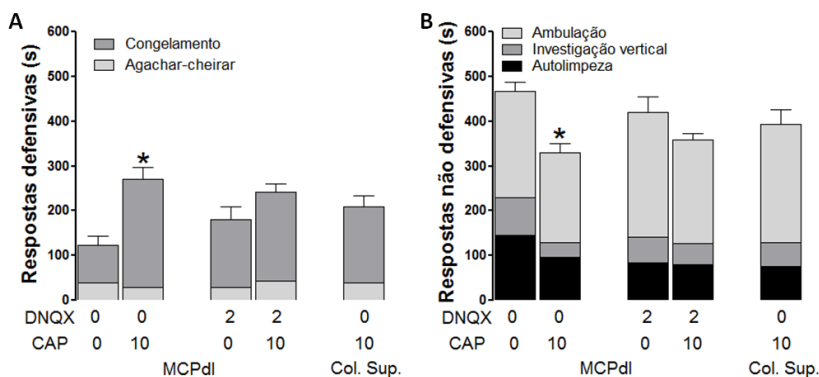 A
Respostas defensivas (s)
600
500
400
300
200
100
0
Congelamento
Agachar-cheirar
*
DNQX 0 0 2 2 0
CAP 0 10 0 10 10
MCPdl Col. Sup.
B
Respostas não defensivas (s)
600
500
400
300
200
100
0
Ambulação
Investigação vertical
Autolimpeza
*
DNQX 0 0 2 2 0
CAP 0 10 0 10 10
MCPdl Col. Sup.